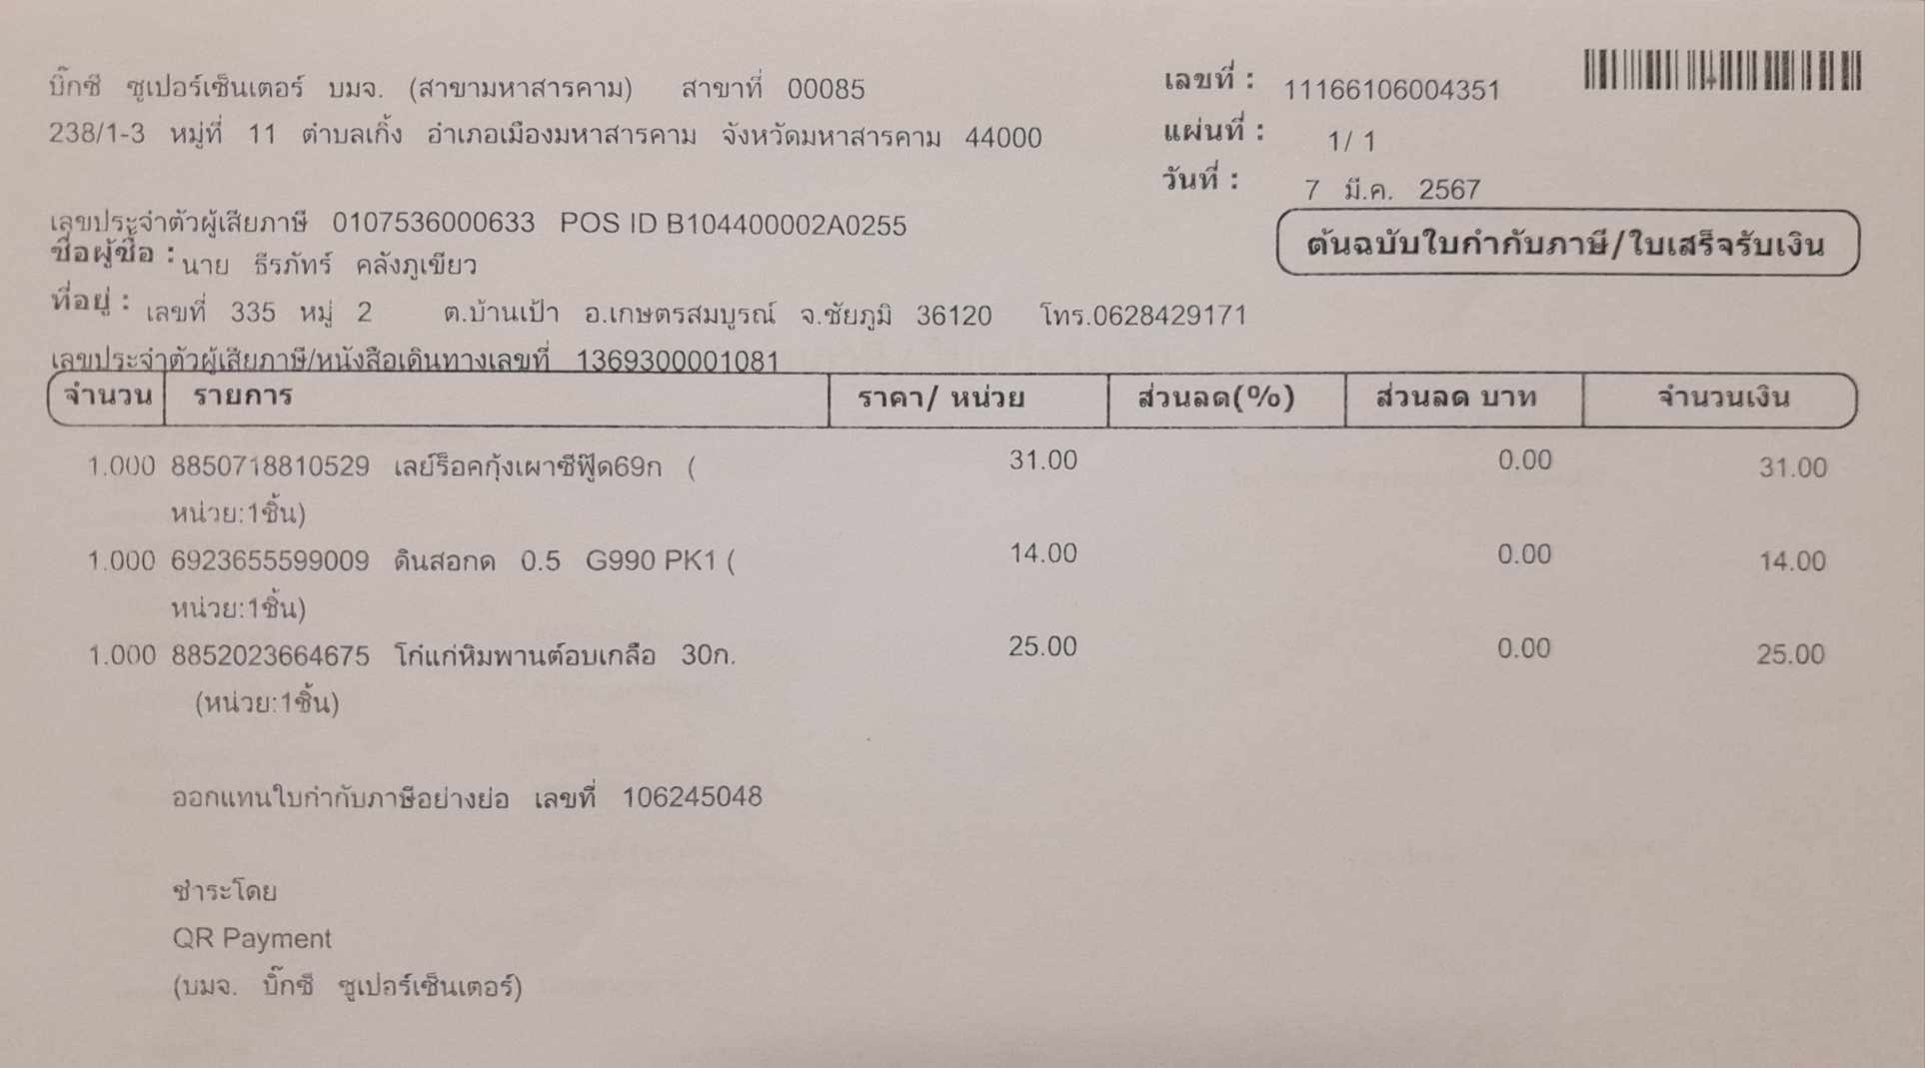 บิ๊กซี ซูเปอร์เซ็นเตอร์ บมจ. (สาขามหาสารคาม) สาขาที่ 00085
238/1-3 หมู่ที่ 11 ตำบลเกิ้ง อำเภอเมืองมหาสารคาม จังหวัดมหาสารคาม 44000
เลขที่ : 11166106004351
แผ่นที่ : 1/ 1
วันที่ : 7 มี.ค. 2567
เลขประจำตัวผู้เสียภาษี 0107536000633 POS ID B104400002A0255
ต้นฉบับใบกำกับภาษี/ใบเสร็จรับเงิน
ชื่อผู้ซื้อ : นาย ธีรภัทร์ คลังภูเขียว
ที่อยู่ : เลขที่ 335 หมู่ 2 ต.บ้านเป้า อ.เกษตรสมบูรณ์ จ.ชัยภูมิ 36120 โทร.0628429171
เลขประจำตัวผู้เสียภาษี/หนังสือเดินทางเลขที่ 1369300001081
จำนวน รายการ ราคา/ หน่วย ส่วนลด(%) ส่วนลด บาท จำนวนเงิน
1.000 8850718810529 เลย์ร็อคกุ้งเผาซีฟู๊ด69ก ( 31.00 0.00 31.00
หน่วย:1ชิ้น)
1.000 6923655599009 ดินสอกด 0.5 G990 PK1 ( 14.00 0.00 14.00
หน่วย:1ชิ้น)
1.000 8852023664675 โก๋แก่หิมพานต์อบเกลือ 30ก. 25.00 0.00 25.00
(หน่วย:1ชิ้น)
ออกแทนใบกำกับภาษีอย่างย่อ เลขที่ 106245048
ชำระโดย
QR Payment
(บมจ. บิ๊กซี ซูเปอร์เซ็นเตอร์)